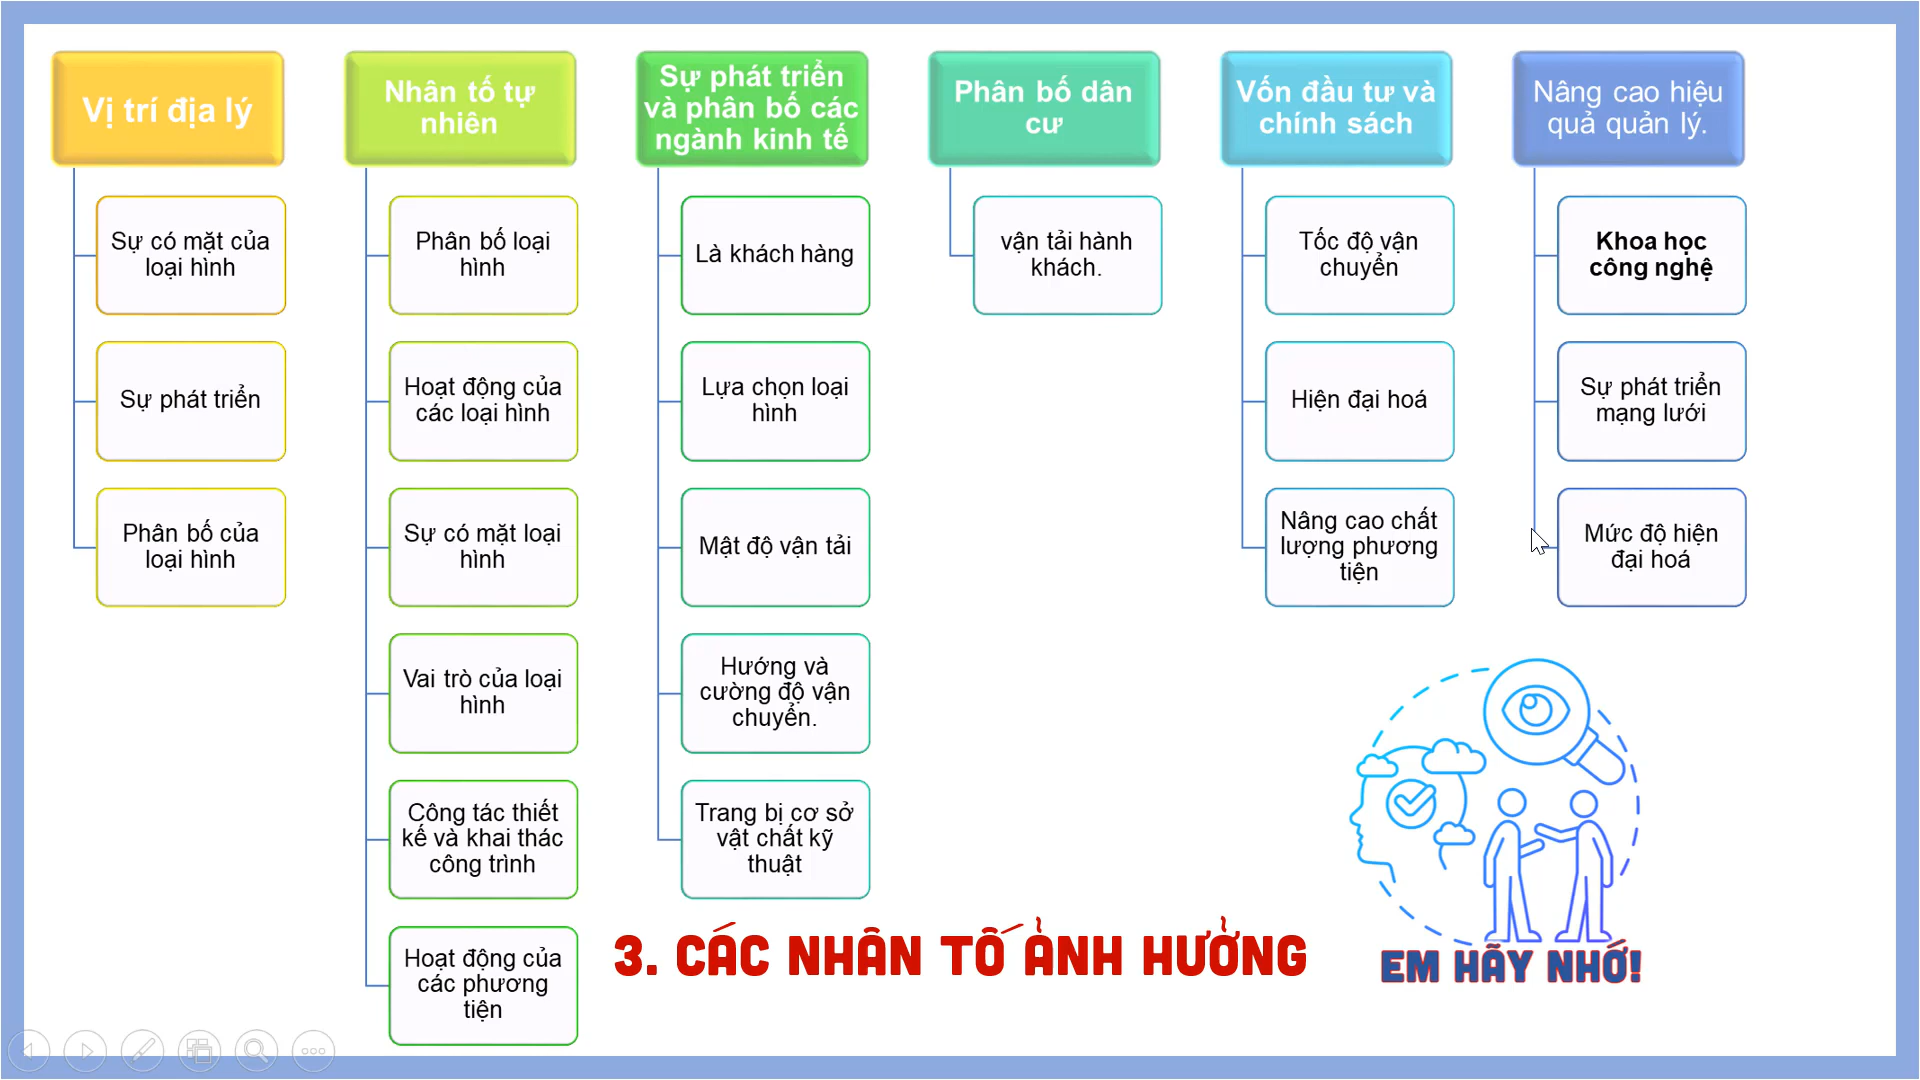 Vị trí địa lý
Sự có mặt của
loại hình
Sự phát triển
Phân bố của
loại hình
Nhân tố tự
nhiên
Phân bố loại
hình
Hoạt động của
các loại hình
Sự có mặt loại
hình
Vai trò của loại
hình
Công tác thiết
kế và khai thác
công trình
Hoạt động của
các phương
tiện
Sự phát triển
và phân bố các
ngành kinh tế
Là khách hàng
Lựa chọn loại
hình
Mật độ vận tải
Hướng và
cường độ vận
chuyển.
Trang bị cơ sở
vật chất kỹ
thuật
Phân bố dân
cư
vận tải hành
khách.
Vốn đầu tư và
chính sách
Tốc độ vận
chuyển
Hiện đại hoá
Nâng cao chất
lượng phương
tiện
Nâng cao hiệu
quả quản lý.
Khoa học
công nghệ
Sự phát triển
mạng lưới
Mức độ hiện
đại hoá
3. CÁC NHÂN TỐ ẢNH HƯỞNG
EM HÃY NHỚ!